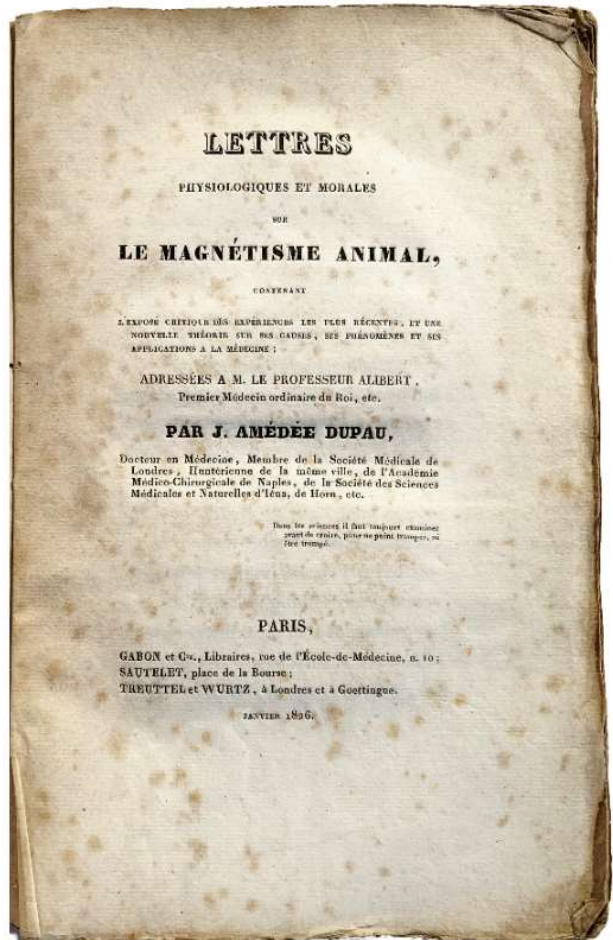 LETTRES
PHYSIOLOGIQUES ET MORALES
SUR
LE MAGNÉTISME ANIMAL,
CONTENANT
L'EXPOSÉ CRITIQUE DES EXPÉRIENCES LES PLUS RÉCENTES, ET UNE
NOUVELLE THÉORIE SUR SES CAUSES, SES PHÉNOMÈNES ET SES
APPLICATIONS A LA MÉDECINE;
ADRESSÉES A M. LE PROFESSEUR ALIBERT,
Premier Médecin ordinaire du Roi, etc.
PAR J. AMÉDÉE DUPAU,
Docteur en Médecine, Membre de la Société Médicale de
Londres, Huntérienne de la même ville, de l'Académie
Médico-Chirurgicale de Naples, de la Société des Sciences
Médicales et Naturelles d'Iéna, de Horn, etc.
Dans les sciences il faut toujours examiner
avant de croire, pour ne point tromper, ni
être trompé.
PARIS,
GABON et Cie., Libraires, rue de l'École-de-Médecine, n. 10;
SAUTELET, place de la Bourse;
TREUTTEL et WURTZ, à Londres et à Goettingue.
JANVIER 1826.